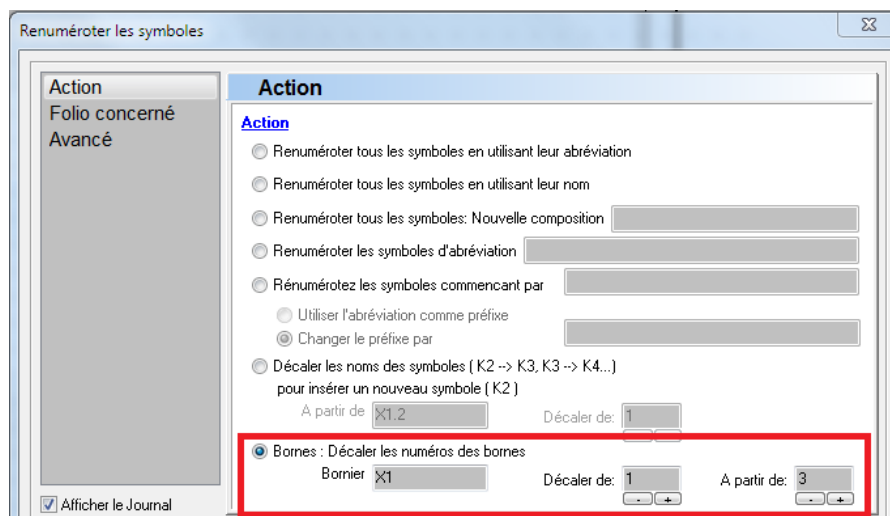 Renuméroter les symboles
Action
Folio concerné
Avancé
Afficher le Journal
Action
Action
Renuméroter tous les symboles en utilisant leur abréviation
Renuméroter tous les symboles en utilisant leur nom
Renuméroter tous les symboles: Nouvelle composition
Renuméroter les symboles d'abréviation
Rénumérotez les symboles commencant par
Utiliser l'abréviation comme préfixe
Changer le préfixe par
Décaler les noms des symboles ( K2 --> K3, K3 --> K4...)
pour insérer un nouveau symbole ( K2 )
A partir de X1.2 Décaler de: 1
Bornes : Décaler les numéros des bornes
Bornier X1 Décaler de: 1 A partir de: 3
- + - +